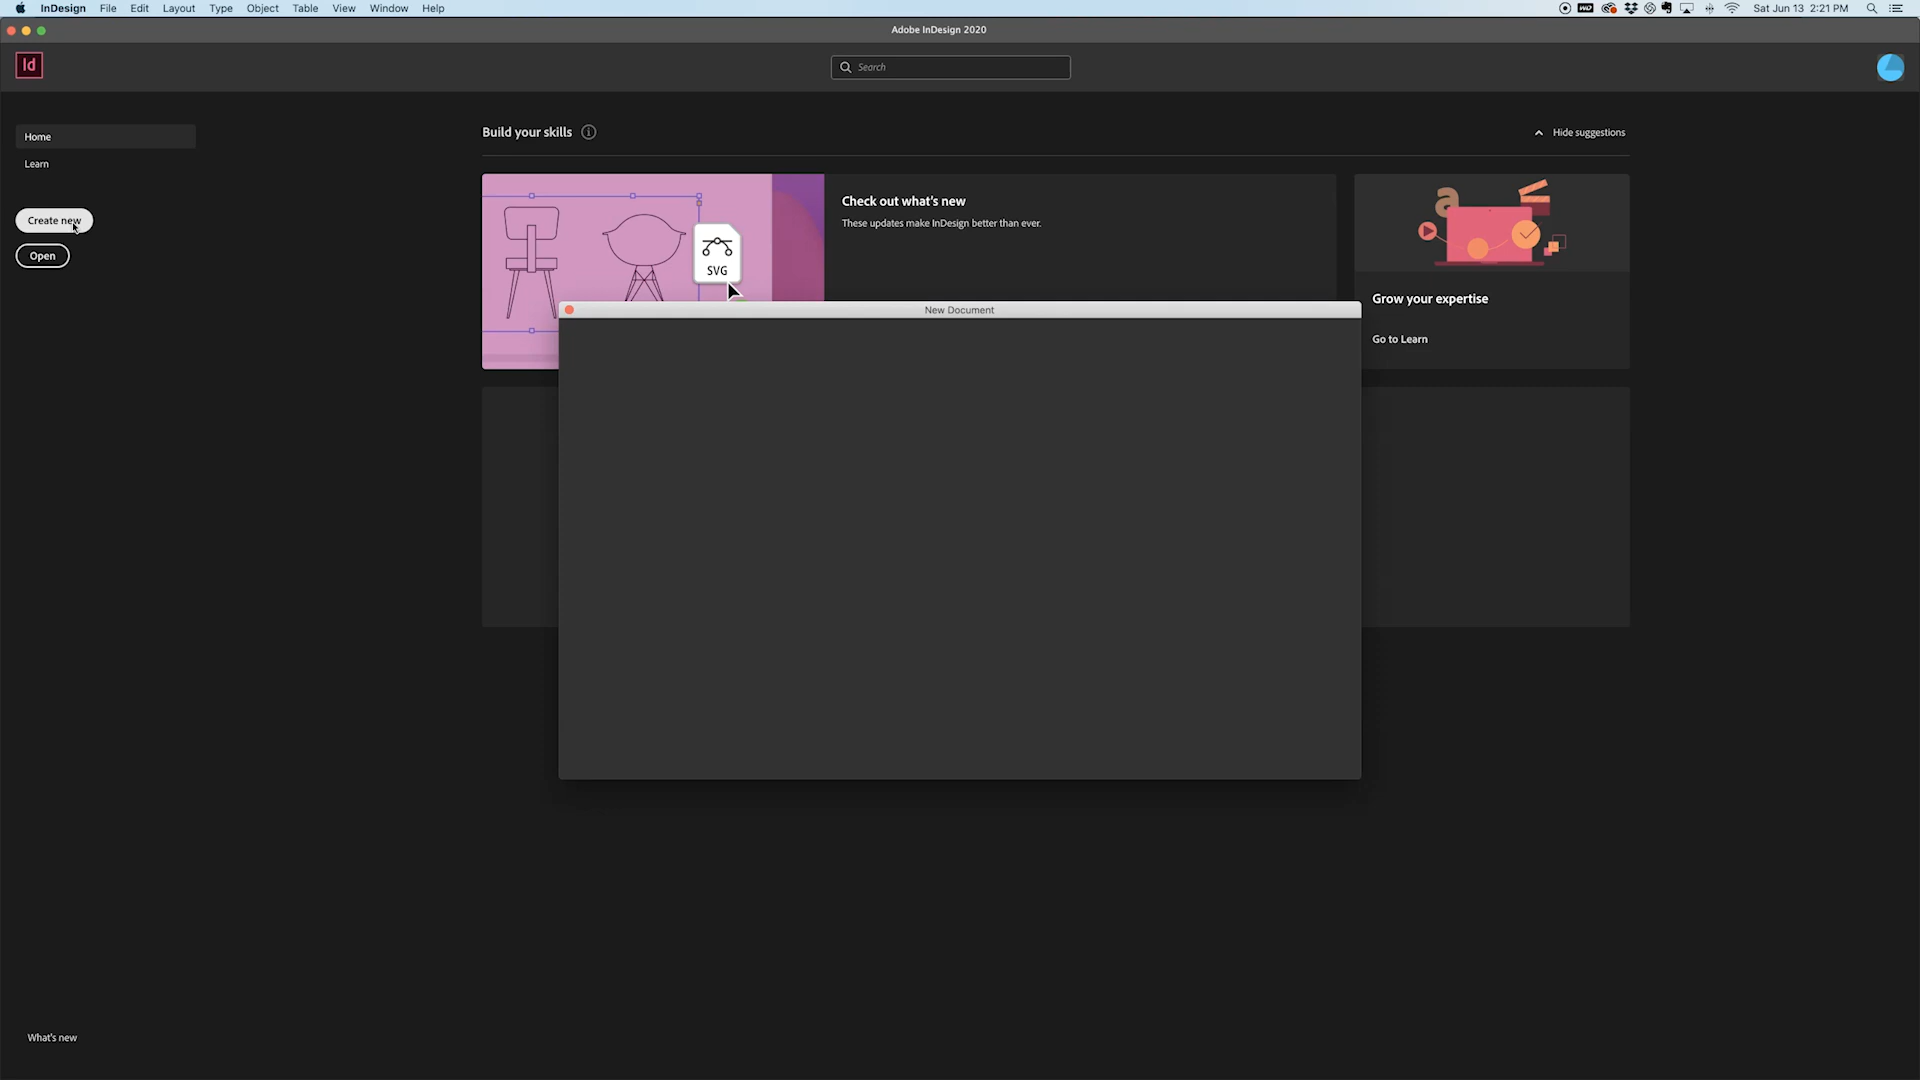 InDesign File Edit Layout Type Object Table View Window Help
Sat Jun 13 2:21 PM
Adobe InDesign 2020
Id
Search
Home
Learn
Create new
Open
Build your skills
Hide suggestions
SVG
Check out what's new
These updates make InDesign better than ever.
a
Grow your expertise
Go to Learn
New Document
What's new